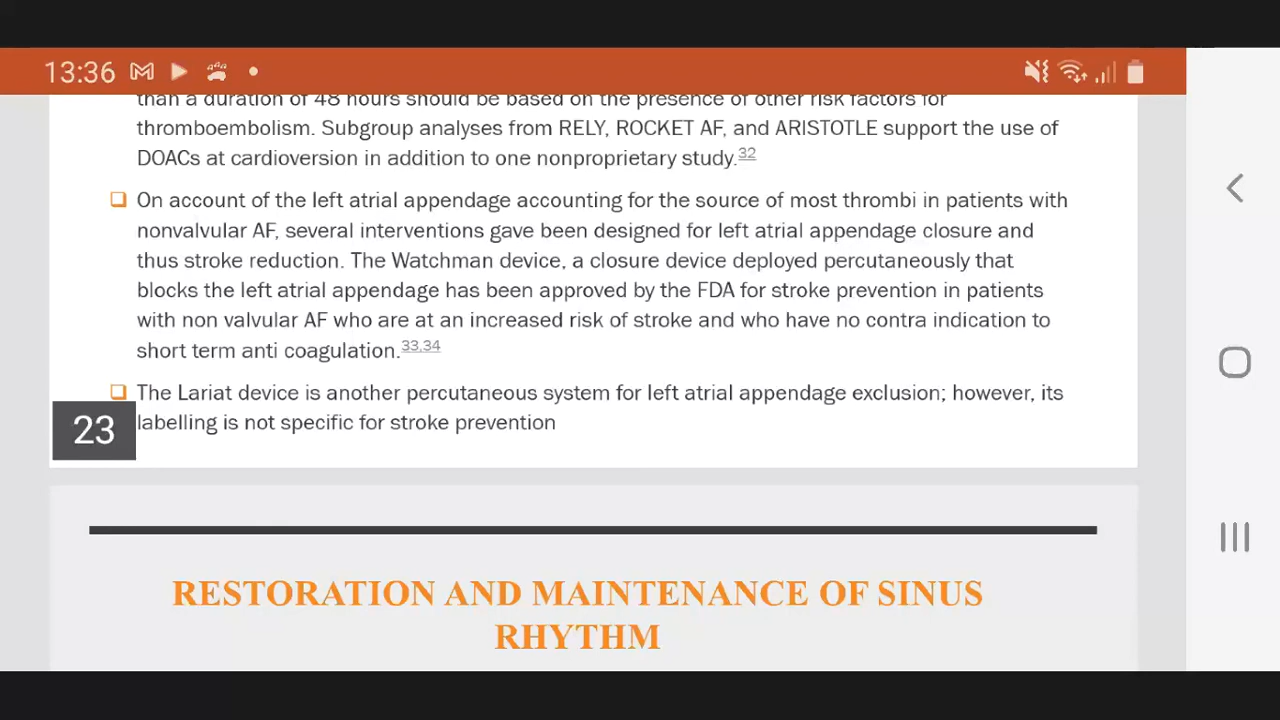 13:36
than a duration of 48 hours should be based on the presence of other risk factors for
thromboembolism. Subgroup analyses from RELY, ROCKET AF, and ARISTOTLE support the use of
DOACs at cardioversion in addition to one nonproprietary study.32
On account of the left atrial appendage accounting for the source of most thrombi in patients with
nonvalvular AF, several interventions gave been designed for left atrial appendage closure and
thus stroke reduction. The Watchman device, a closure device deployed percutaneously that
blocks the left atrial appendage has been approved by the FDA for stroke prevention in patients
with non valvular AF who are at an increased risk of stroke and who have no contra indication to
short term anti coagulation.33,34
The Lariat device is another percutaneous system for left atrial appendage exclusion; however, its
labelling is not specific for stroke prevention
23
RESTORATION AND MAINTENANCE OF SINUS
RHYTHM